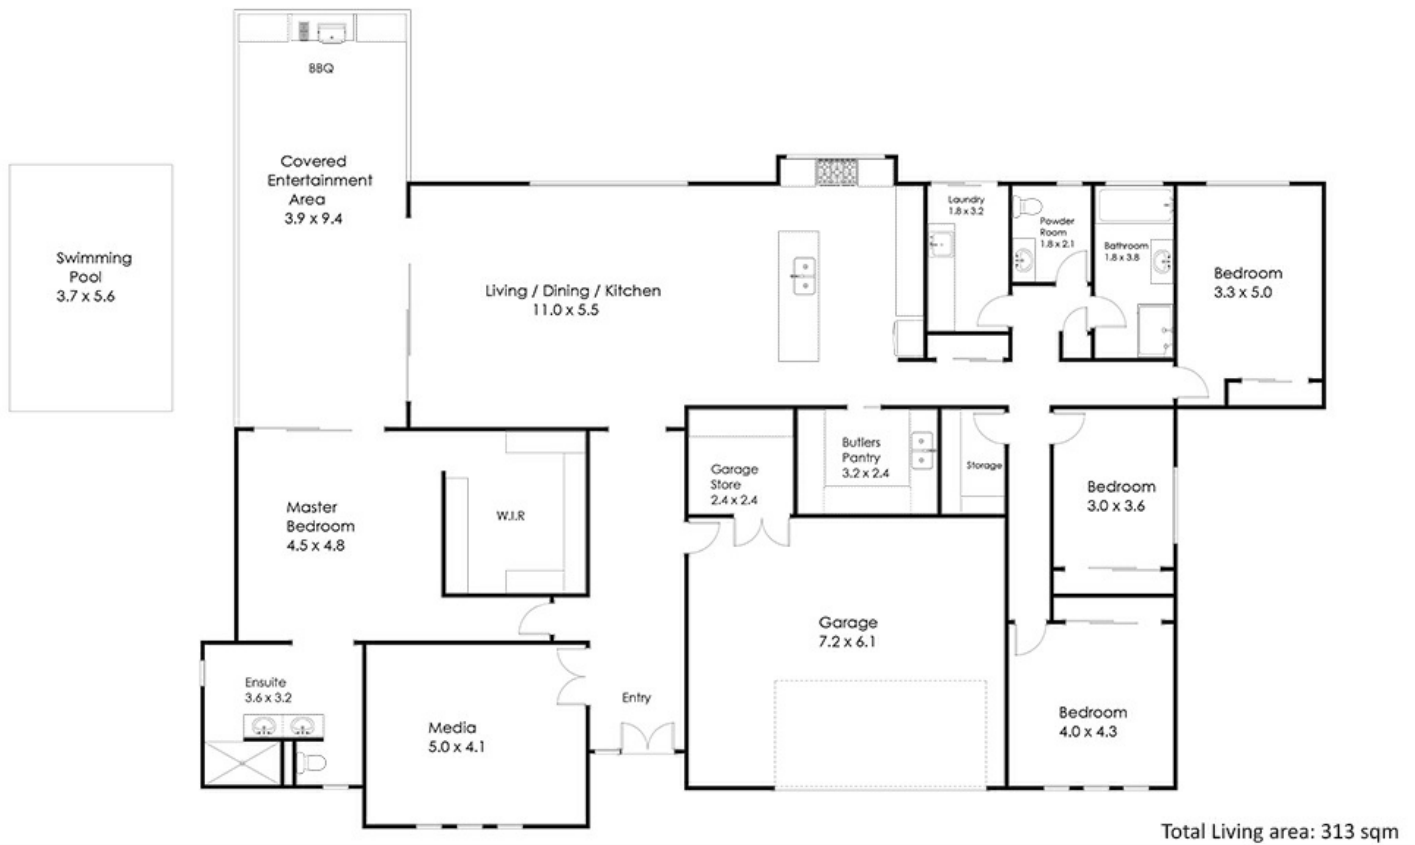 BBQ
Covered
Entertainment
Area
3.9 x 9.4
Swimming
Pool
3.7 x 5.6
Living / Dining / Kitchen
11.0 x 5.5
Laundry
1.8 x 3.2
Powder
Room
1.8 x 2.1
Bathroom
1.8 x 3.8
Bedroom
3.3 x 5.0
Master
Bedroom
4.5 x 4.8
W.I.R
Garage
Store
2.4 x 2.4
Butlers
Pantry
3.2 x 2.4
Storage
Bedroom
3.0 x 3.6
Garage
7.2 x 6.1
Ensuite
3.6 x 3.2
Media
5.0 x 4.1
Entry
Bedroom
4.0 x 4.3
Total Living area: 313 sqm